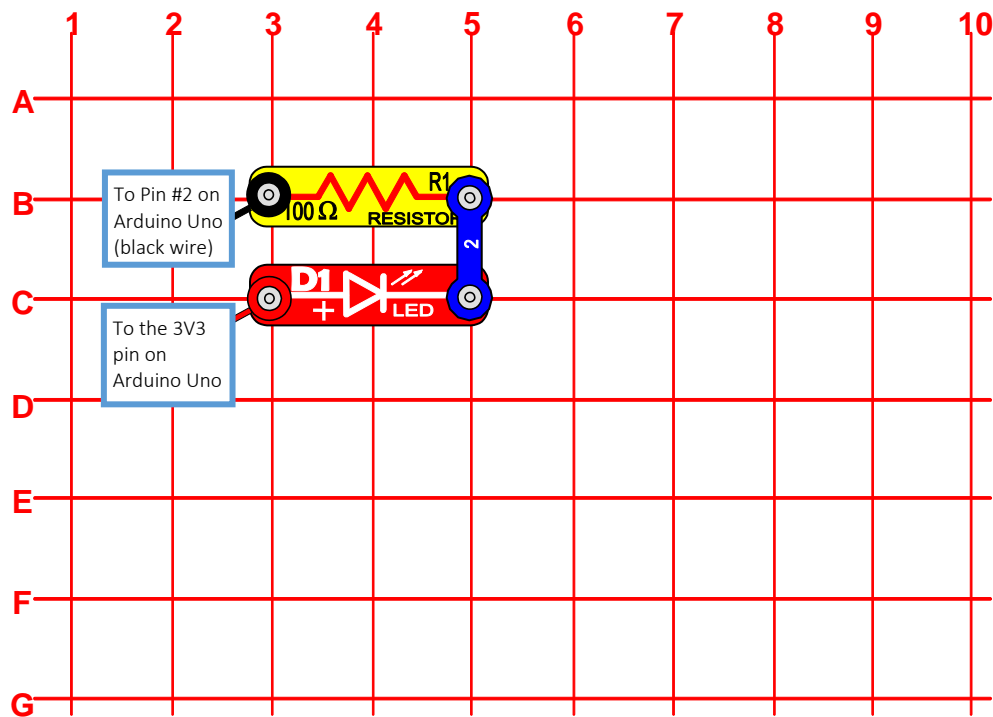 1 2 3 4 5 6 7 8 9 10
A
To Pin #2 on
Arduino Uno
(black wire)
B
R1
100 Ω
RESISTOR
2
C
D1
+
LED
To the 3V3
pin on
Arduino Uno
D
E
F
G